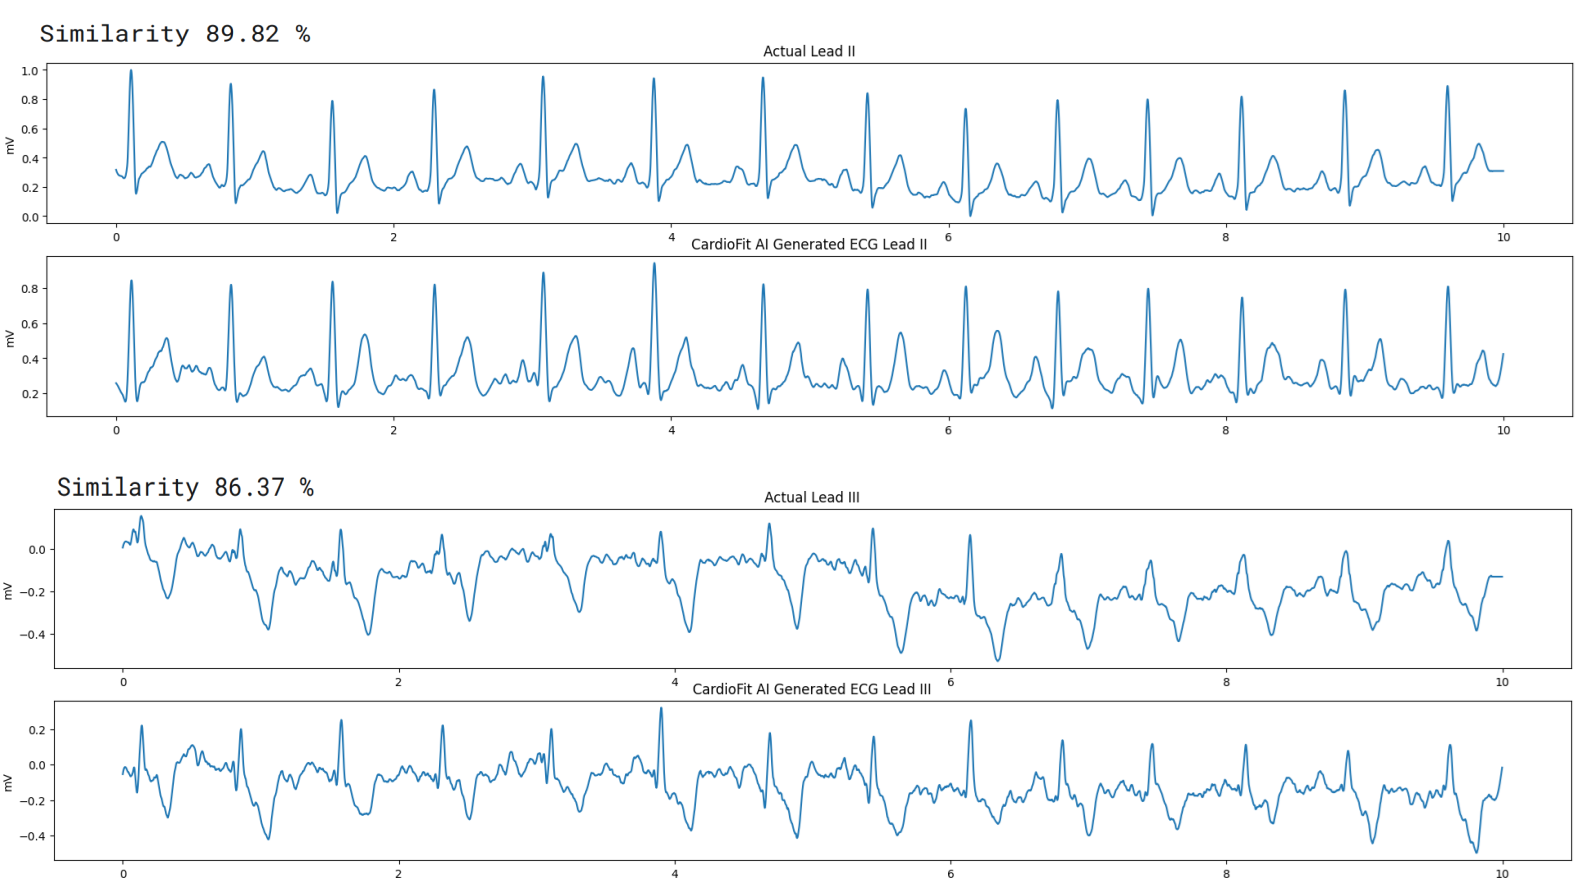 Similarity 89.82 %
Actual Lead II
1.0
0.8
0.6
0.4
0.2
0.0
mV
0 2 4 6 8 10
CardioFit AI Generated ECG Lead II
0.8
0.6
0.4
0.2
mV
0 2 4 6 8 10
Similarity 86.37 %
Actual Lead III
0.0
−0.2
−0.4
mV
0 2 4 6 8 10
CardioFit AI Generated ECG Lead III
0.2
0.0
−0.2
−0.4
mV
0 2 4 6 8 10